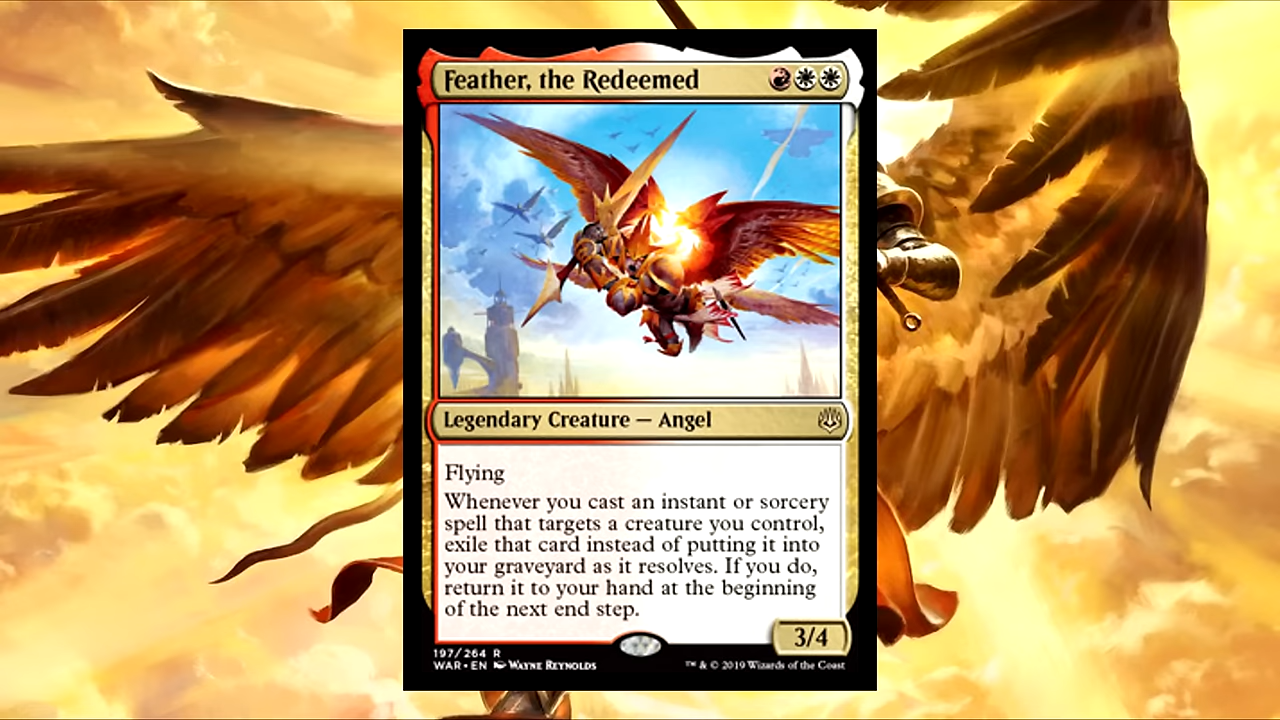 Feather, the Redeemed
Legendary Creature — Angel
Flying
Whenever you cast an instant or sorcery
spell that targets a creature you control,
exile that card instead of putting it into
your graveyard as it resolves. If you do,
return it to your hand at the beginning
of the next end step.
3/4
197/264 R
WAR • EN Wayne Reynolds
™ & © 2019 Wizards of the Coast